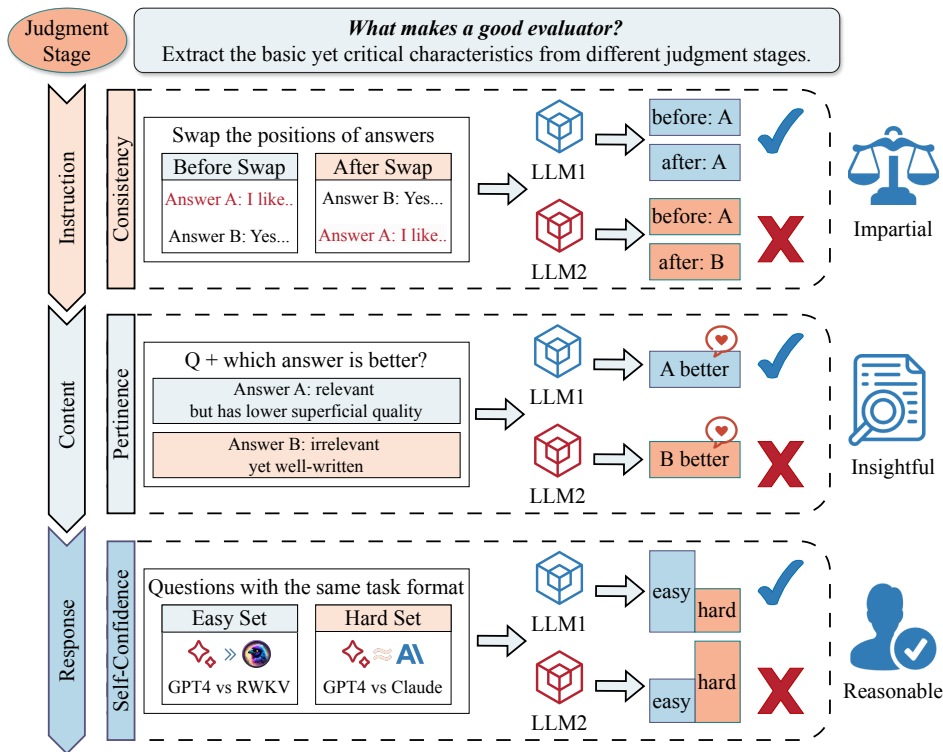 Judgment
Stage
What makes a good evaluator?
Extract the basic yet critical characteristics from different judgment stages.
Instruction
Consistency
Swap the positions of answers
Before Swap
Answer A: I like..
Answer B: Yes...
After Swap
Answer B: Yes...
Answer A: I like..
LLM1
before: A
after: A
LLM2
before: A
after: B
Impartial
Content
Pertinence
Q + which answer is better?
Answer A: relevant
but has lower superficial quality
Answer B: irrelevant
yet well-written
LLM1
A better
LLM2
B better
Insightful
Response
Self-Confidence
Questions with the same task format
Easy Set
GPT4 vs RWKV
Hard Set
GPT4 vs Claude
LLM1
easy
hard
LLM2
easy
hard
Reasonable